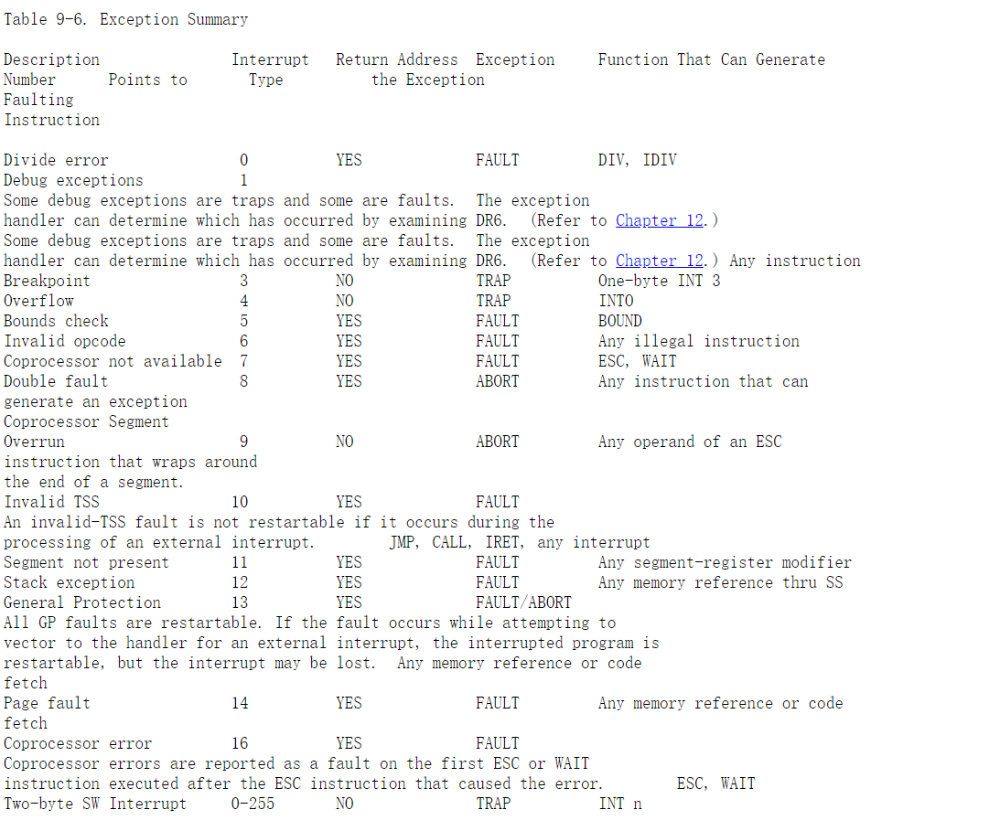 Table 9-6. Exception Summary
Description Interrupt Return Address Exception Function That Can Generate
Number Points to Type the Exception
Faulting
Instruction
Divide error 0 YES FAULT DIV, IDIV
Debug exceptions 1
Some debug exceptions are traps and some are faults. The exception
handler can determine which has occurred by examining DR6. (Refer to Chapter 12.)
Some debug exceptions are traps and some are faults. The exception
handler can determine which has occurred by examining DR6. (Refer to Chapter 12.) Any instruction
Breakpoint 3 NO TRAP One-byte INT 3
Overflow 4 NO TRAP INTO
Bounds check 5 YES FAULT BOUND
Invalid opcode 6 YES FAULT Any illegal instruction
Coprocessor not available 7 YES FAULT ESC, WAIT
Double fault 8 YES ABORT Any instruction that can
generate an exception
Coprocessor Segment
Overrun 9 NO ABORT Any operand of an ESC
instruction that wraps around
the end of a segment.
Invalid TSS 10 YES FAULT
An invalid-TSS fault is not restartable if it occurs during the
processing of an external interrupt. JMP, CALL, IRET, any interrupt
Segment not present 11 YES FAULT Any segment-register modifier
Stack exception 12 YES FAULT Any memory reference thru SS
General Protection 13 YES FAULT/ABORT
All GP faults are restartable. If the fault occurs while attempting to
vector to the handler for an external interrupt, the interrupted program is
restartable, but the interrupt may be lost. Any memory reference or code
fetch
Page fault 14 YES FAULT Any memory reference or code
fetch
Coprocessor error 16 YES FAULT
Coprocessor errors are reported as a fault on the first ESC or WAIT
instruction executed after the ESC instruction that caused the error. ESC, WAIT
Two-byte SW Interrupt 0-255 NO TRAP INT n